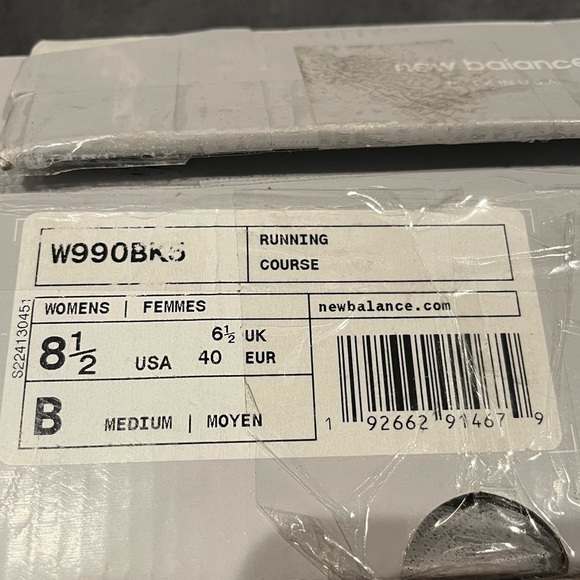 new balance
W990BK5
RUNNING
COURSE
WOMENS | FEMMES
newbalance.com
8½ USA
6½ UK
40 EUR
B MEDIUM | MOYEN
S224130451
1 92662 91467 9